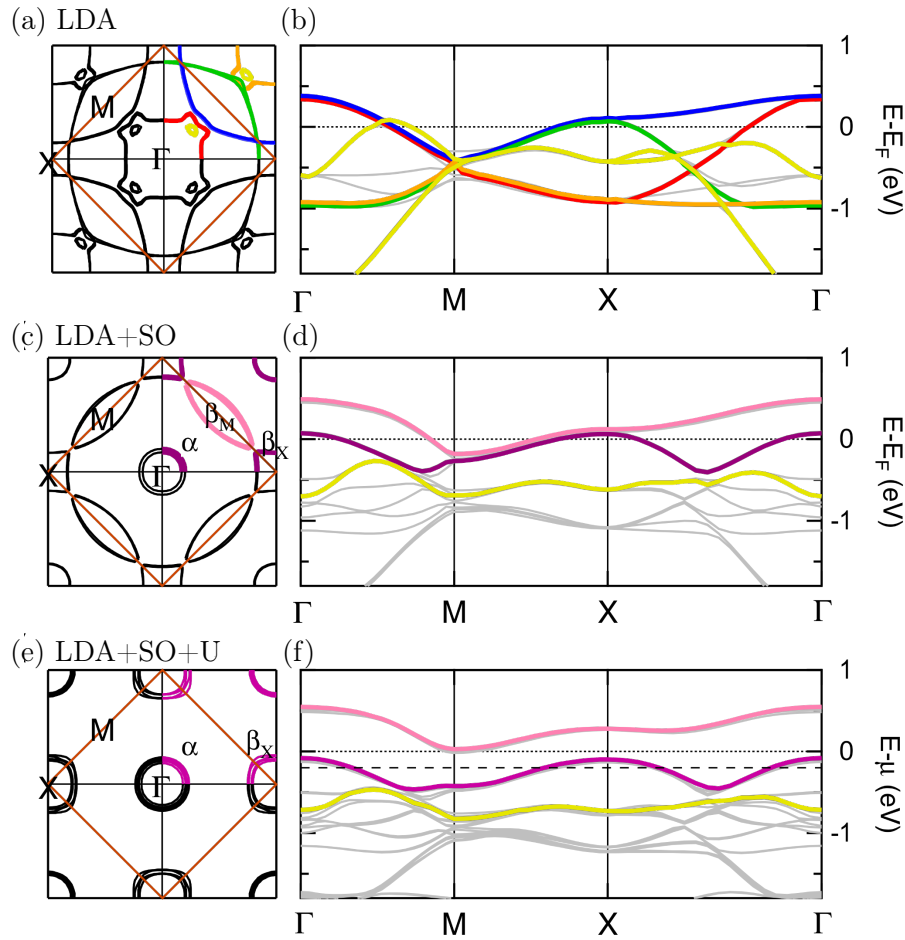 (a) LDA
(b)
M
X
Γ
1
0
-1
E-E_F (eV)
Γ
M
X
Γ
(c) LDA+SO
(d)
M
β_M
α
β_X
X
Γ
1
0
-1
E-E_F (eV)
Γ
M
X
Γ
(e) LDA+SO+U
(f)
M
α
β_X
X
Γ
1
0
-1
E-μ (eV)
Γ
M
X
Γ